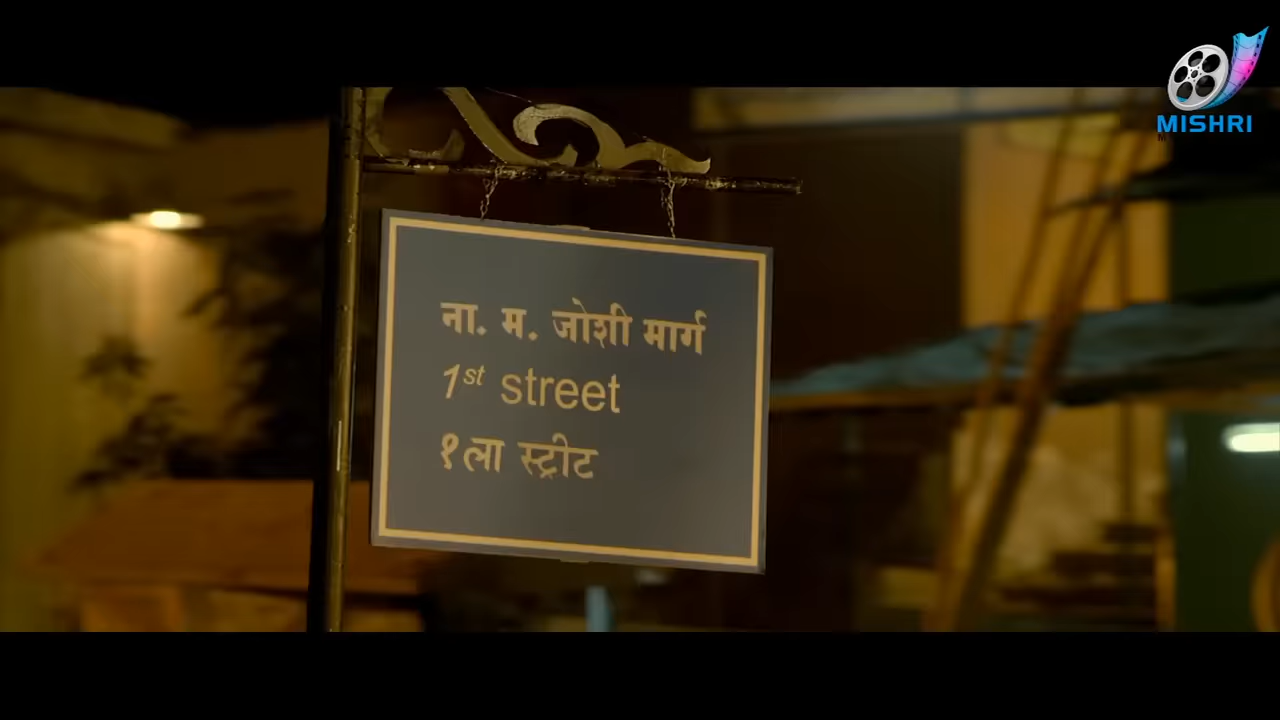 MISHRI
ना. म. जोशी मार्ग
1st street
१ला स्ट्रीट